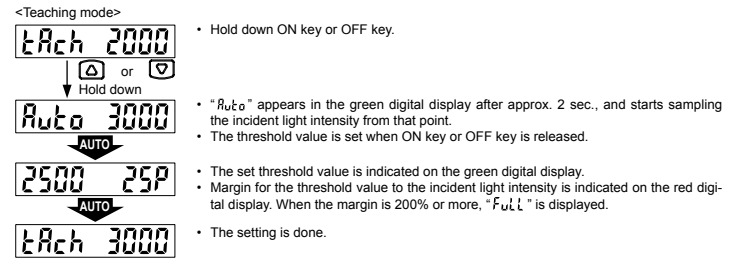 <Teaching mode>
tAch 2000
• Hold down ON key or OFF key.
or
Hold down
Auto 3000
• "Auto" appears in the green digital display after approx. 2 sec., and starts sampling
the incident light intensity from that point.
• The threshold value is set when ON key or OFF key is released.
AUTO
2500 25P
• The set threshold value is indicated on the green digital display.
• Margin for the threshold value to the incident light intensity is indicated on the red digi-
tal display. When the margin is 200% or more, "FuLL" is displayed.
AUTO
tAch 3000
• The setting is done.